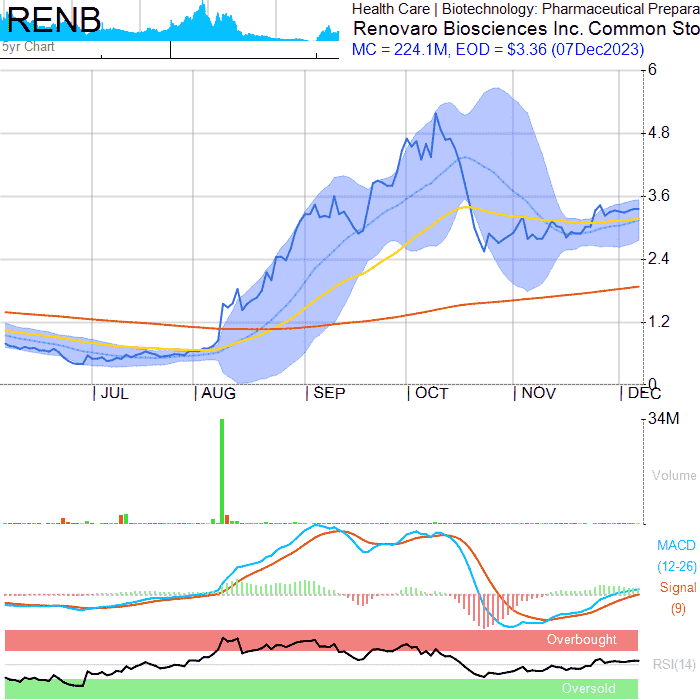 RENB
5yr Chart
Health Care | Biotechnology: Pharmaceutical Prepara
Renovaro Biosciences Inc. Common Sto
MC = 224.1M, EOD = $3.36 (07Dec2023)
6
4.8
3.6
2.4
1.2
0
JUL
AUG
SEP
OCT
NOV
DEC
34M
Volume
MACD
(12-26)
Signal
(9)
Overbought
RSI(14)
Oversold